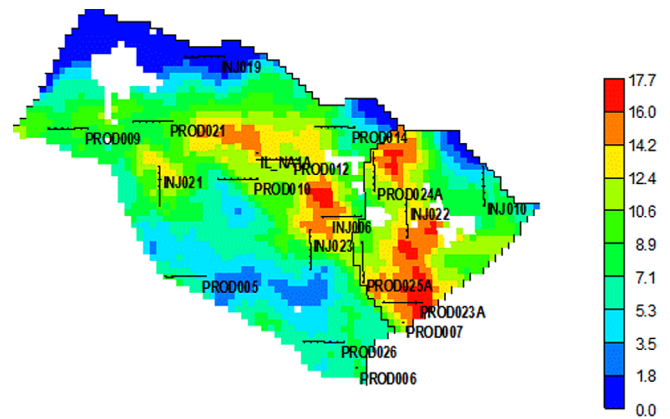 INJ019
PROD009
PROD021
PROD014
IL_NA1A
PROD012
INJ021
PROD010
PROD024A
INJ022
INJ010
INJ006
INJ023
PROD005
PROD025A
PROD023A
PROD007
PROD026
PROD006
17.7
16.0
14.2
12.4
10.6
8.9
7.1
5.3
3.5
1.8
0.0